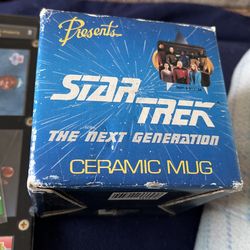 Presents
STAR
TREK
THE NEXT GENERATION
CERAMIC MUG